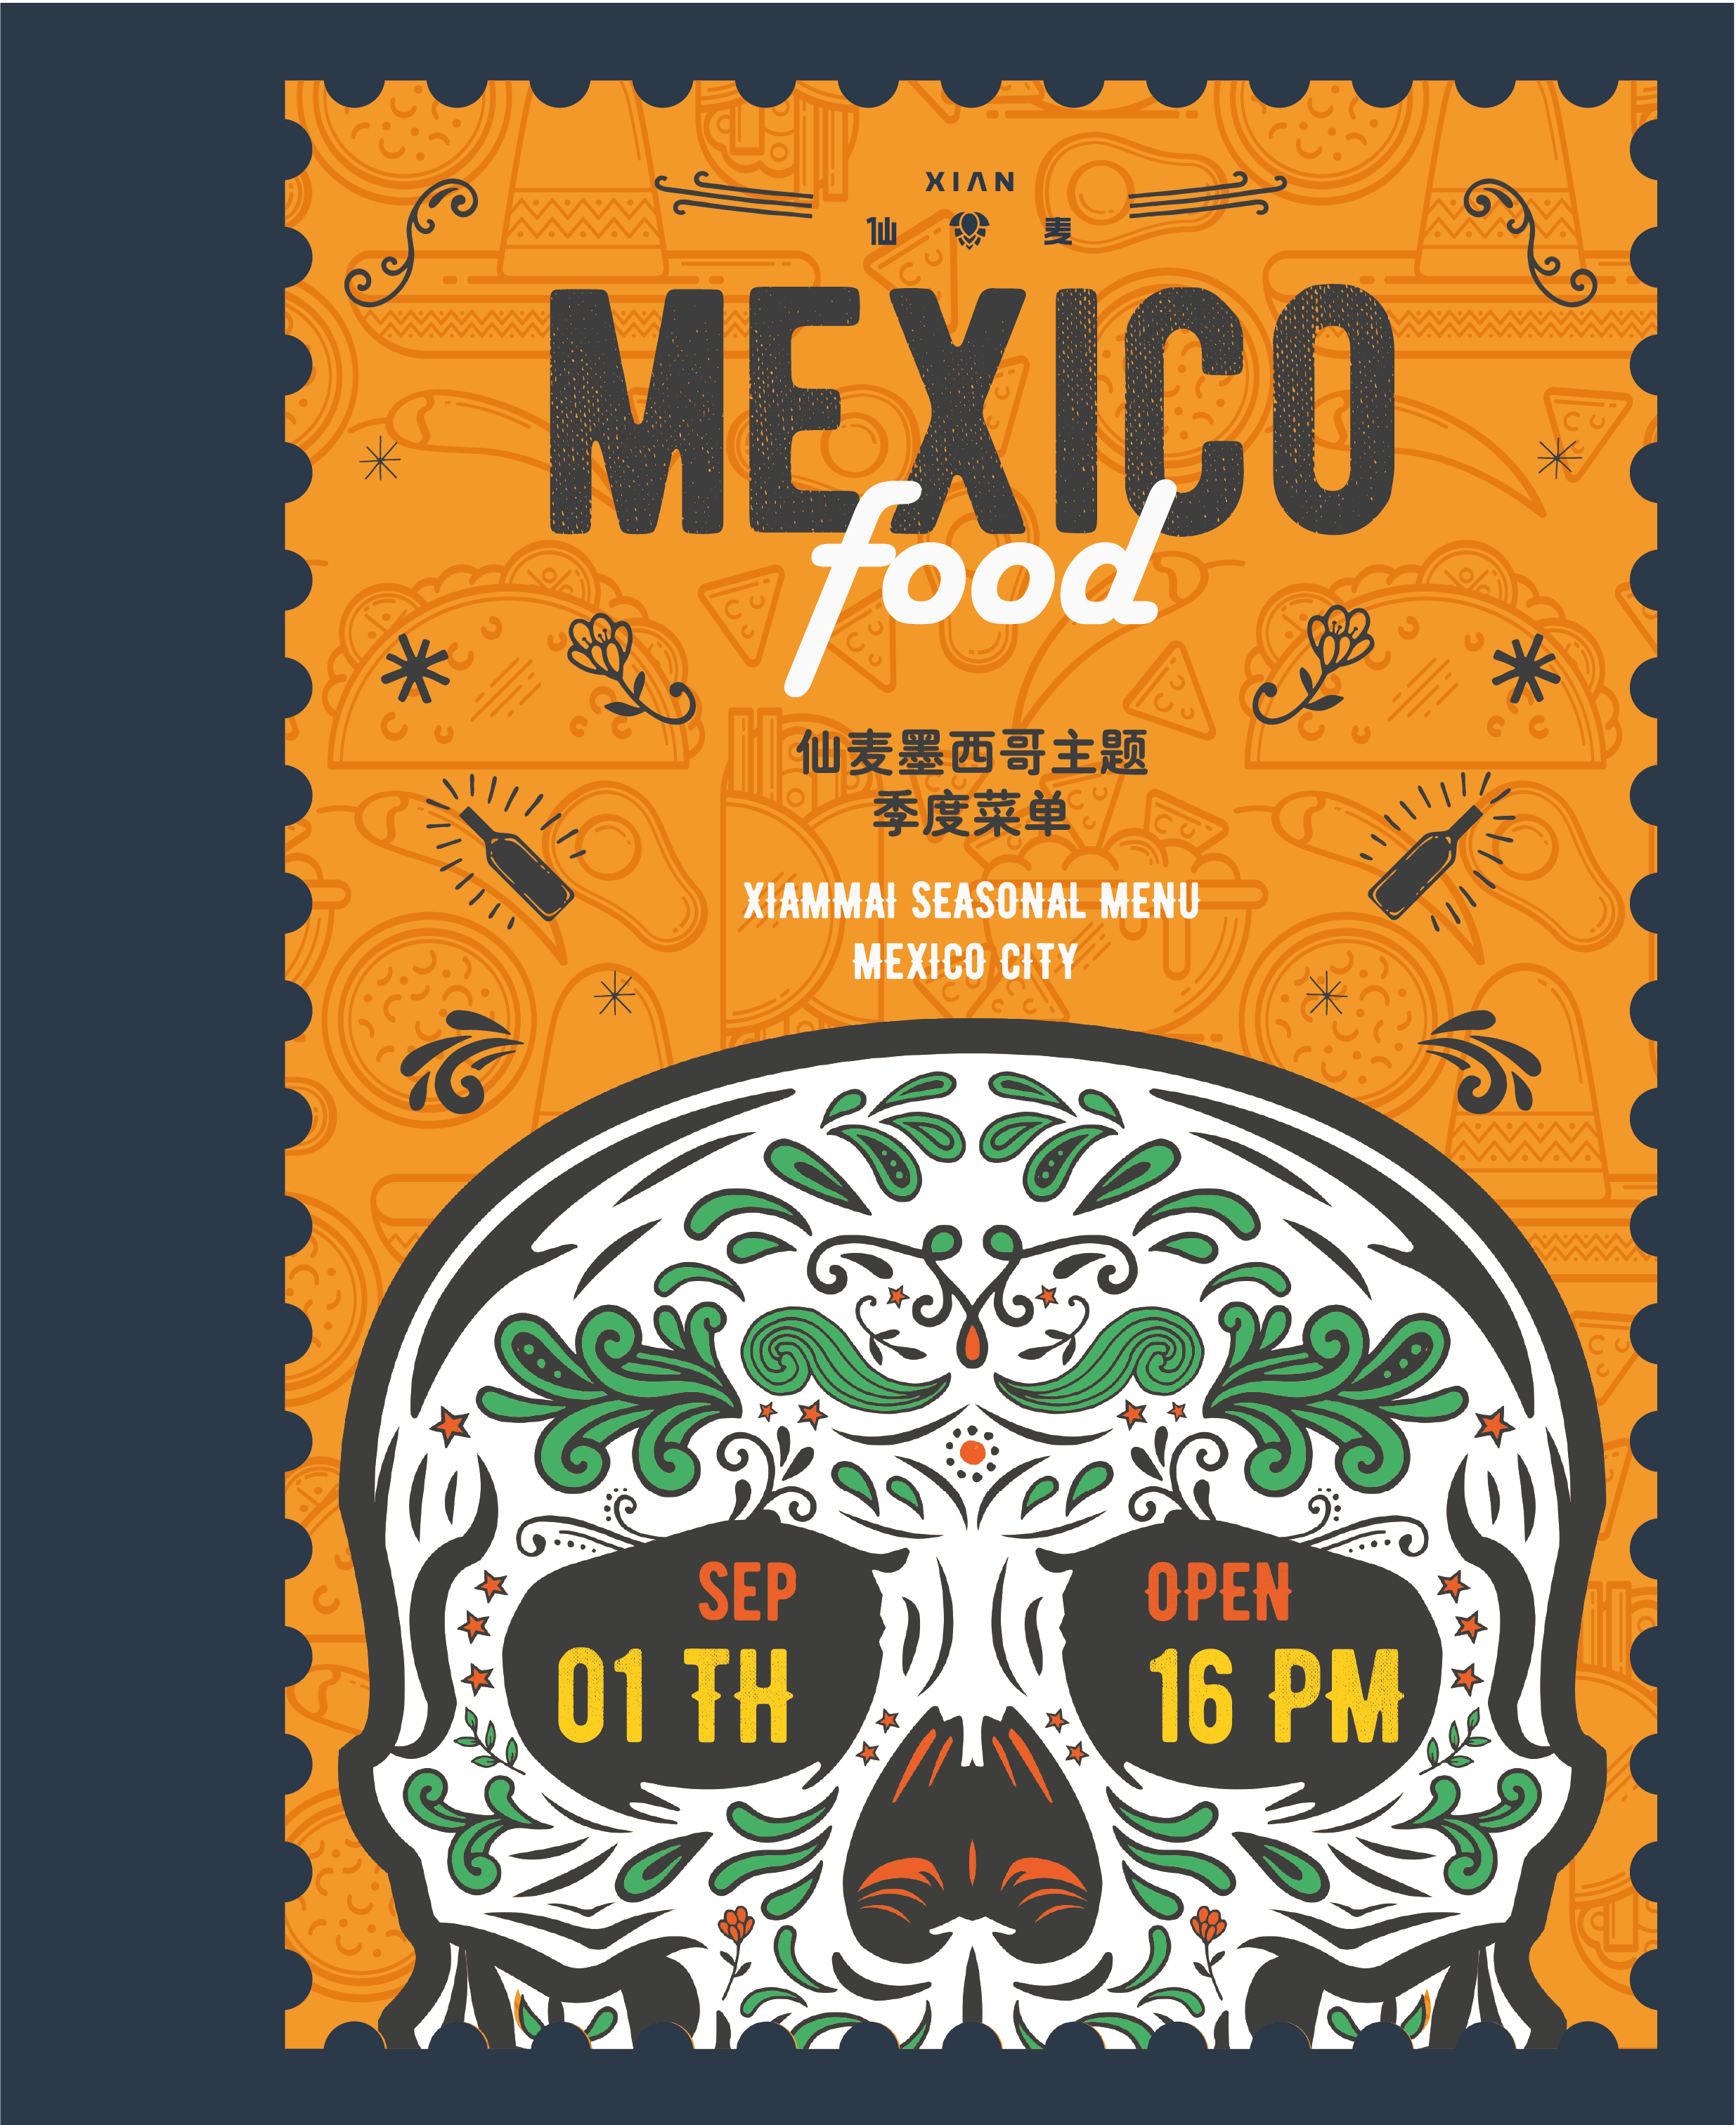 XIAN
仙 麦
MEXICO
food
仙麦墨西哥主题
季度菜单
XIAMMAI SEASONAL MENU
MEXICO CITY
SEP
01 TH
OPEN
16 PM